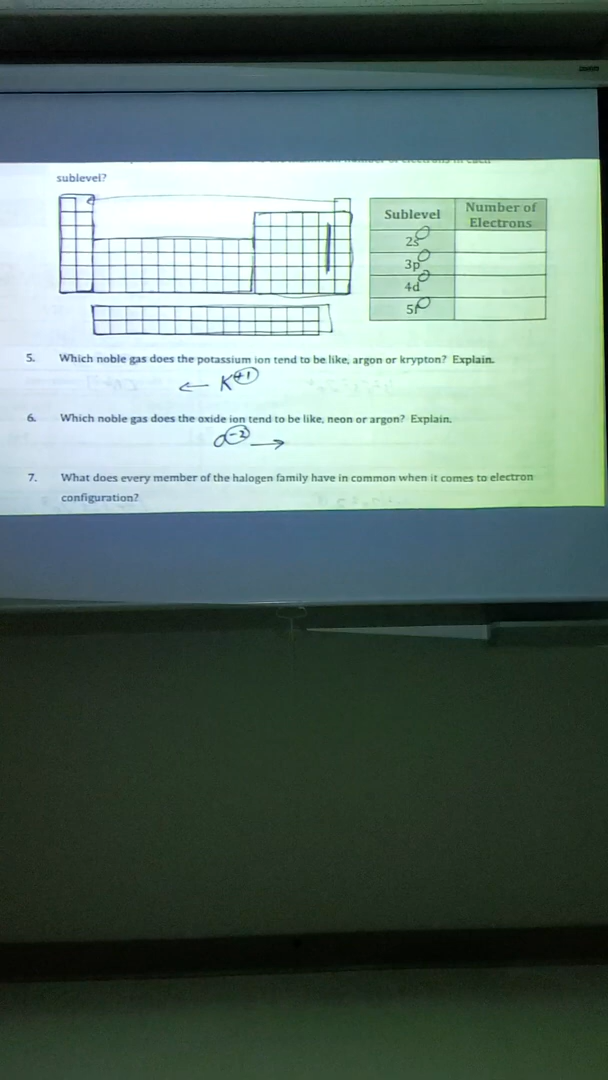 sublevel?
Sublevel Number of Electrons
2s
3p
4d
5f
5. Which noble gas does the potassium ion tend to be like, argon or krypton? Explain.
← K+1
6. Which noble gas does the oxide ion tend to be like, neon or argon? Explain.
O-2 →
7. What does every member of the halogen family have in common when it comes to electron
configuration?